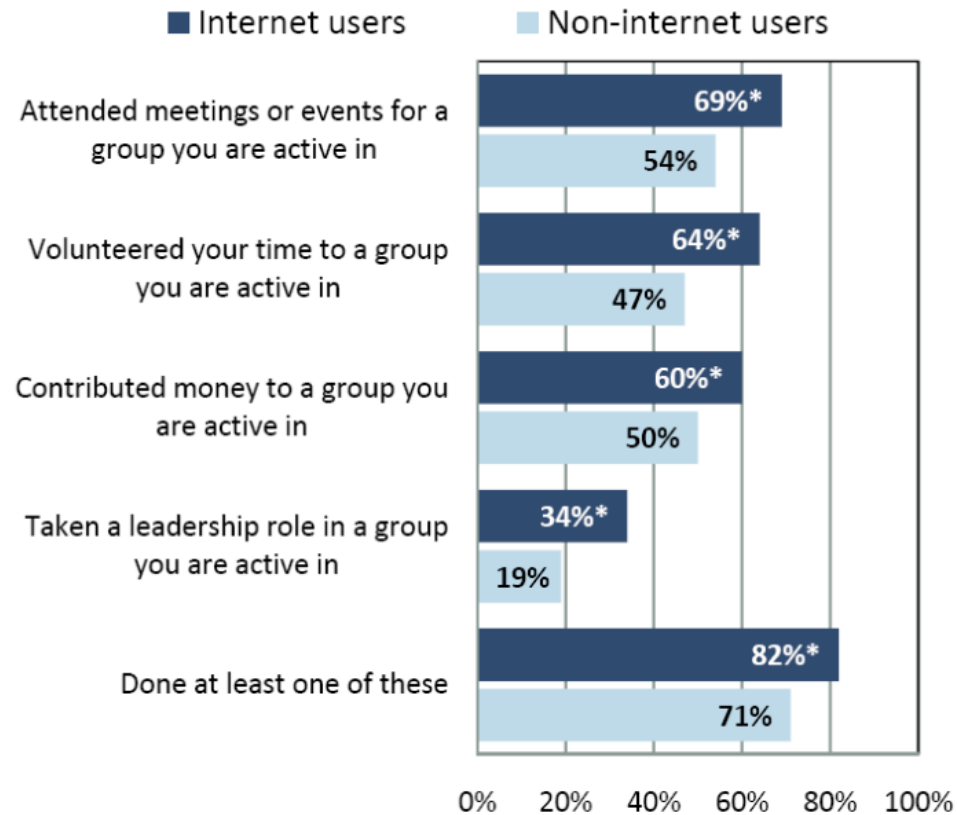 Internet users
Non-internet users
Attended meetings or events for a
group you are active in
69%*
54%
Volunteered your time to a group
you are active in
64%*
47%
Contributed money to a group you
are active in
60%*
50%
Taken a leadership role in a group
you are active in
34%*
19%
Done at least one of these
82%*
71%
0% 20% 40% 60% 80% 100%